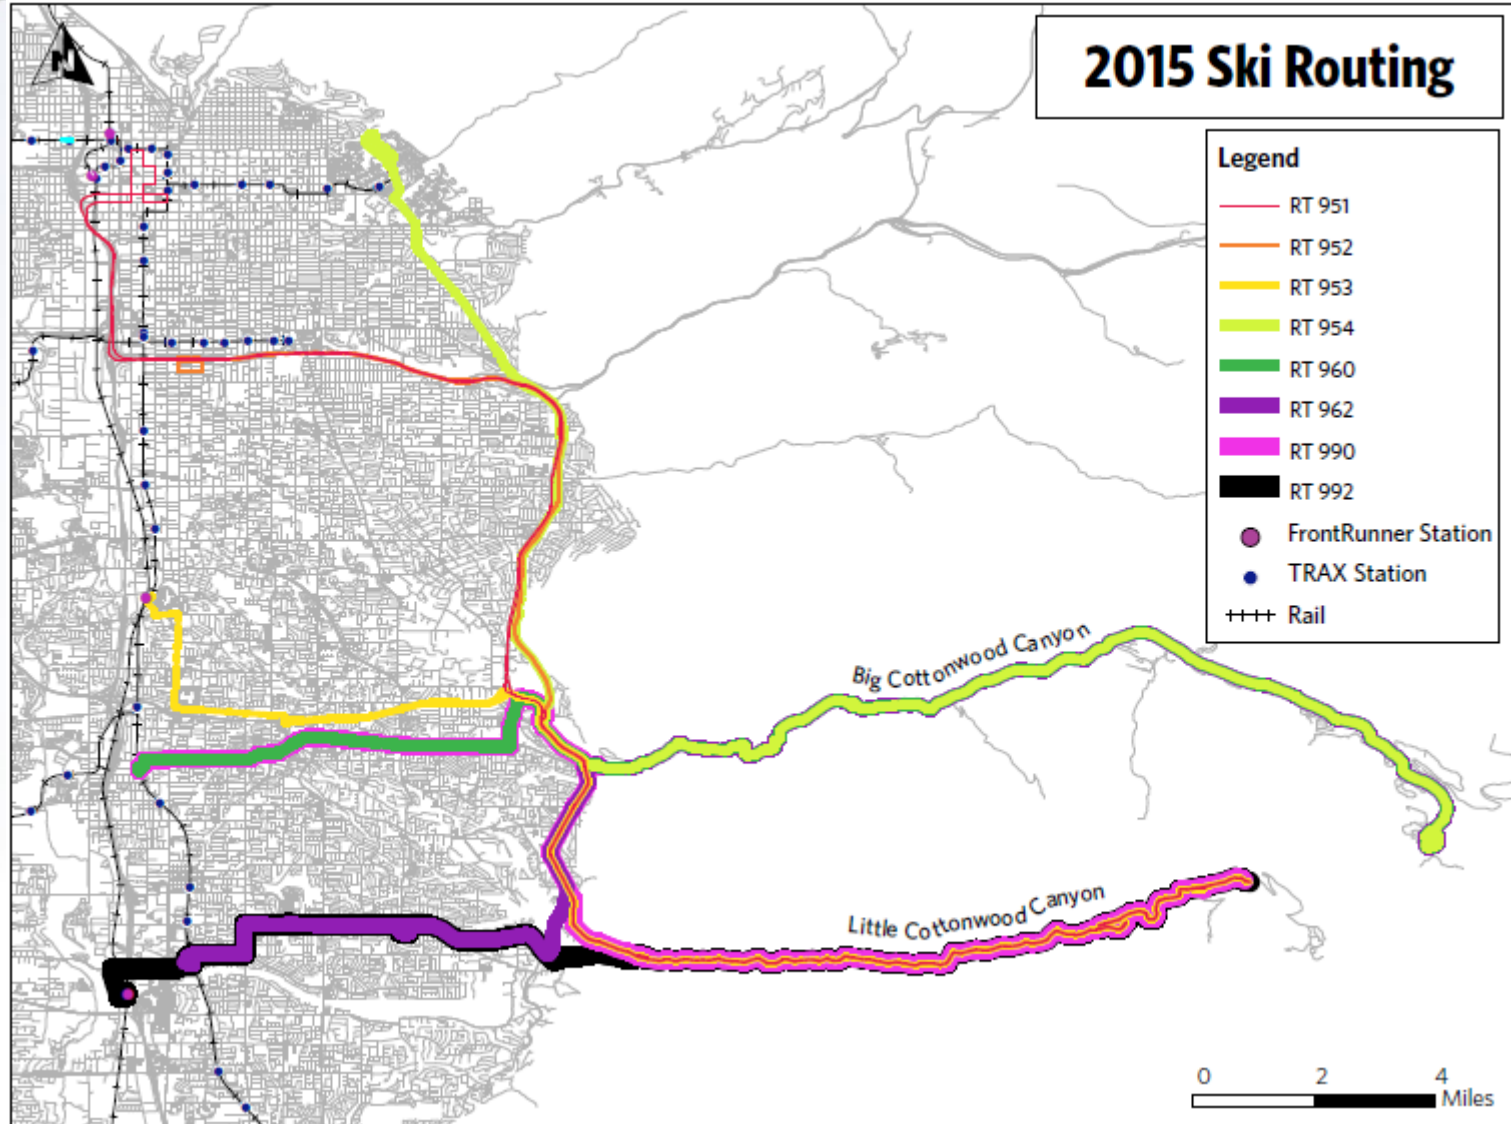 N
2015 Ski Routing
Legend
RT 951
RT 952
RT 953
RT 954
RT 960
RT 962
RT 990
RT 992
FrontRunner Station
TRAX Station
Rail
Big Cottonwood Canyon
Little Cottonwood Canyon
0 2 4
Miles